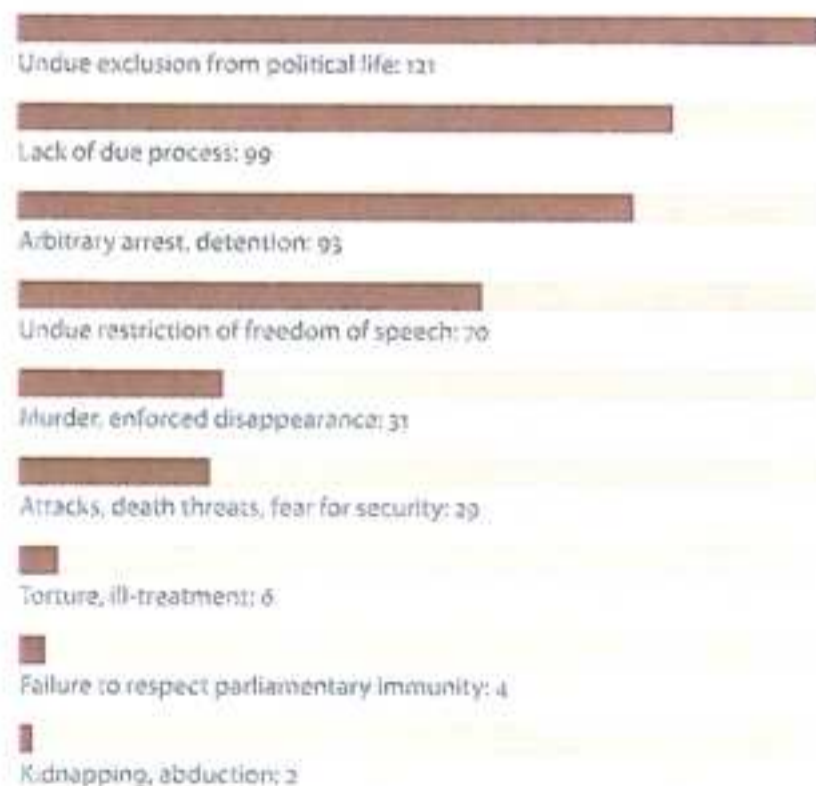 Undue exclusion from political life: 121
Lack of due process: 99
Arbitrary arrest, detention: 93
Undue restriction of freedom of speech: 70
Murder, enforced disappearance: 31
Attacks, death threats, fear for security: 29
Torture, ill-treatment: 6
Failure to respect parliamentary immunity: 4
Kidnapping, abduction: 2